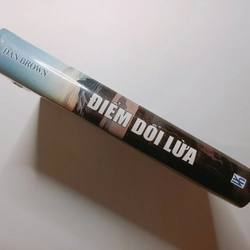 DAN BROWN
ĐIỂM DỐI LỪA